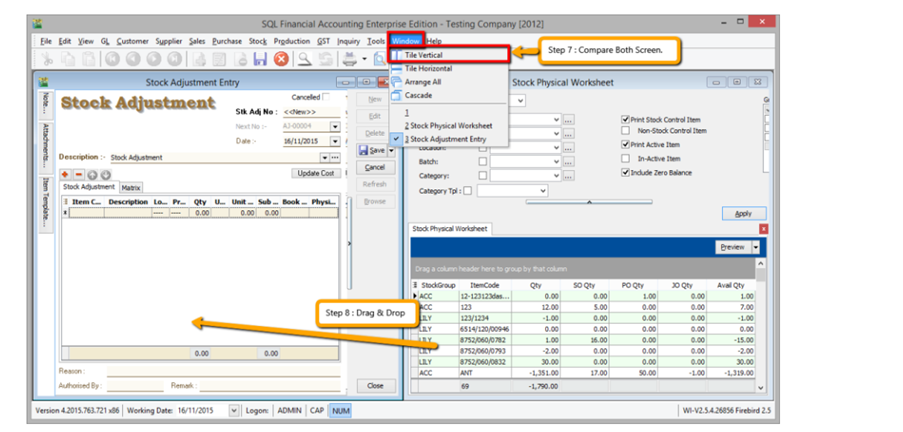 SQL Financial Accounting Enterprise Edition - Testing Company [2012]
File Edit View GL Customer Supplier Sales Purchase Stock Production GST Inquiry Tools Window Help
Step 7 : Compare Both Screen.
Tile Vertical
Tile Horizontal
Arrange All
Cascade
1
2 Stock Physical Worksheet
3 Stock Adjustment Entry
Stock Adjustment Entry
Note...
Attachments...
Item Template...
Stock Adjustment
Cancelled
Stk Adj No : <<New>>
Next No :- AJ-00004
Date :- 16/11/2015
Description :- Stock Adjustment
Update Cost
Stock Adjustment Matrix
Item C... Description Lo... Pr... Qty U... Unit ... Sub ... Book ... Physi...
---- ---- 0.00 0.00 0.00
0.00 0.00
Reason :
Authorised By : Remark :
New
Edit
Delete
Save
Cancel
Refresh
Browse
Close
Step 8 : Drag & Drop
Stock Physical Worksheet
Location:
Batch:
Category:
Category Tpl :
Print Stock Control Item
Non-Stock Control Item
Print Active Item
In-Active Item
Include Zero Balance
Apply
Stock Physical Worksheet
Preview
Drag a column header here to group by that column
StockGroup ItemCode Qty SO Qty PO Qty JO Qty Avail Qty
ACC 12-123123das... 0.00 0.00 1.00 0.00 1.00
ACC 123 12.00 5.00 0.00 0.00 7.00
LILY 123/1234 -1.00 0.00 0.00 0.00 -1.00
LILY 6514/120/00946 0.00 0.00 0.00 0.00 0.00
LILY 8752/060/0782 1.00 16.00 0.00 0.00 -15.00
LILY 8752/060/0793 -2.00 0.00 0.00 0.00 -2.00
LILY 8752/060/0832 30.00 0.00 0.00 0.00 30.00
ACC ANT -1,351.00 17.00 50.00 -1.00 -1,319.00
69 -1,790.00
Version 4.2015.763.721 x86 Working Date: 16/11/2015 Logon: ADMIN CAP NUM WI-V2.5.4.26856 Firebird 2.5